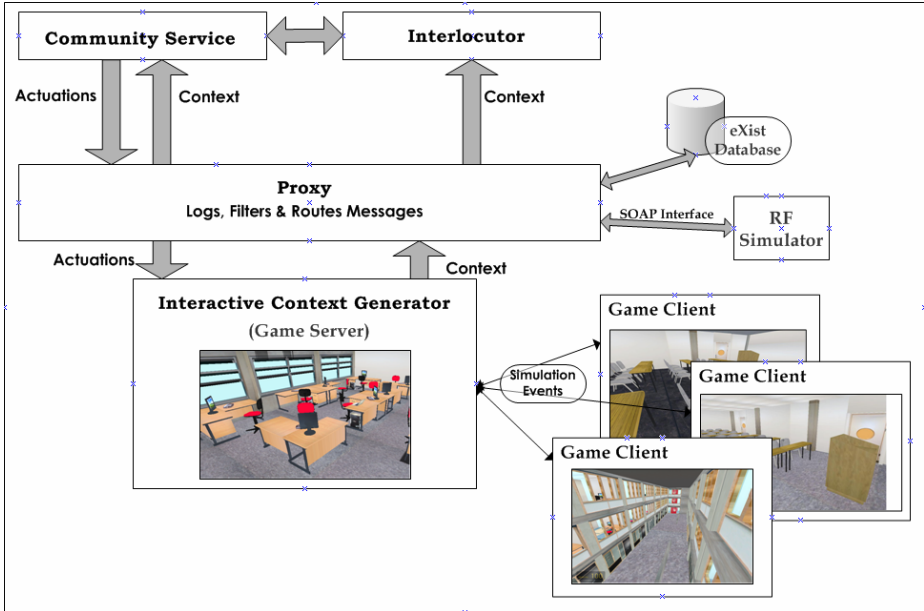 Community Service
Interlocutor
Actuations
Context
Context
eXist
Database
Proxy
Logs, Filters & Routes Messages
SOAP Interface
RF
Simulator
Actuations
Context
Interactive Context Generator
(Game Server)
Simulation
Events
Game Client
Game Client
Game Client